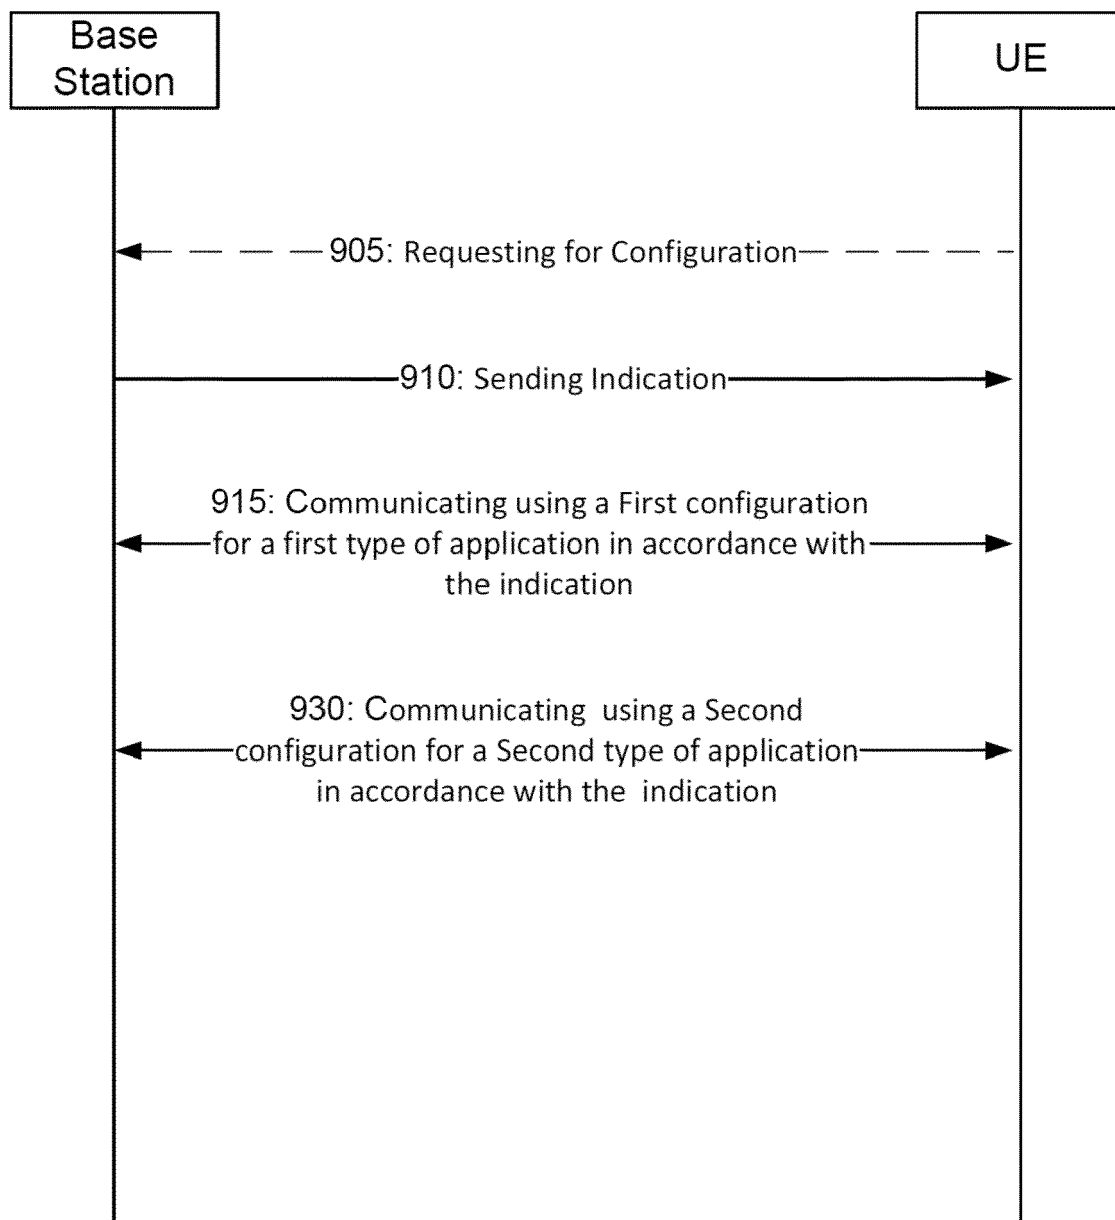 Base
Station
UE
905: Requesting for Configuration
910: Sending Indication
915: Communicating using a First configuration
for a first type of application in accordance with
the indication
930: Communicating using a Second
configuration for a Second type of application
in accordance with the indication